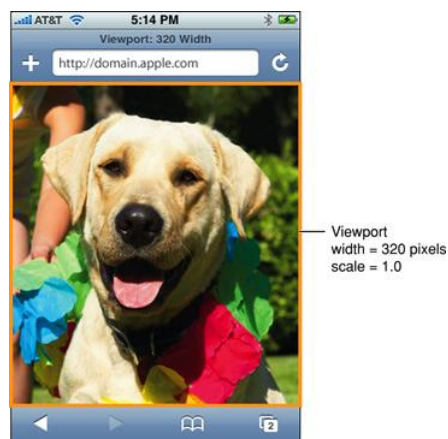 AT&T 5:14 PM
Viewport: 320 Width
http://domain.apple.com
Viewport
width = 320 pixels
scale = 1.0
2